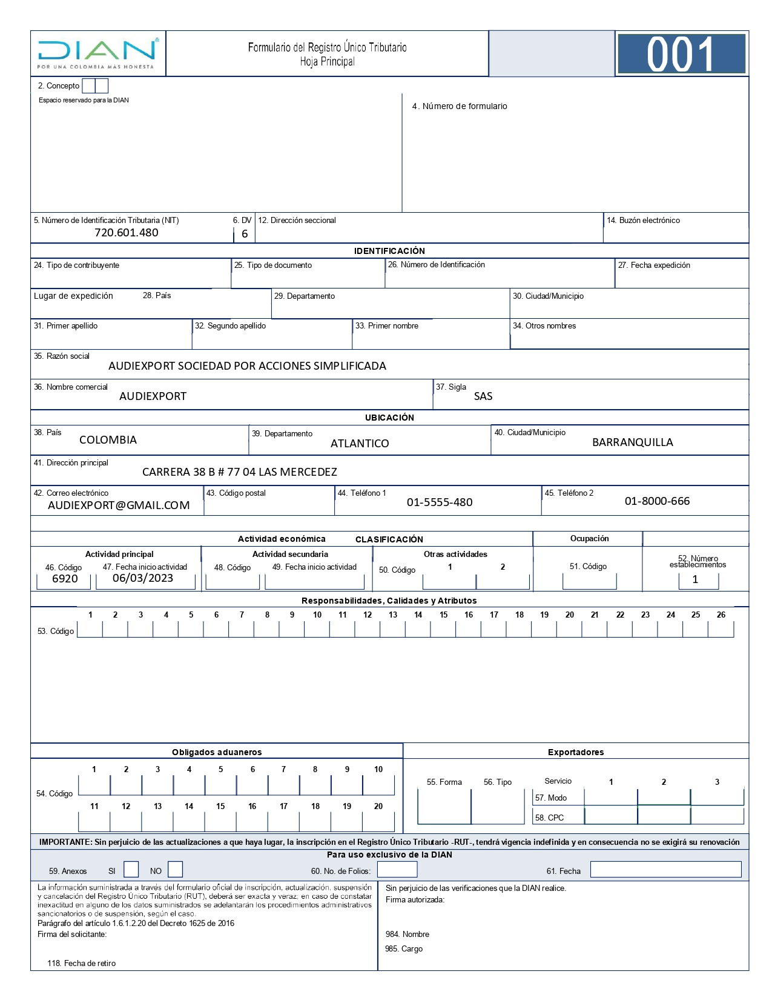 DIAN
POR UNA COLOMBIA MÁS HONESTA
Formulario del Registro Único Tributario
Hoja Principal
001
2. Concepto
Espacio reservado para la DIAN
4. Número de formulario
5. Número de Identificación Tributaria (NIT) 6. DV 12. Dirección seccional 14. Buzón electrónico
720.601.480 6
IDENTIFICACIÓN
24. Tipo de contribuyente 25. Tipo de documento 26. Número de Identificación 27. Fecha expedición
Lugar de expedición 28. País 29. Departamento 30. Ciudad/Municipio
31. Primer apellido 32. Segundo apellido 33. Primer nombre 34. Otros nombres
35. Razón social
AUDIEXPORT SOCIEDAD POR ACCIONES SIMPLIFICADA
36. Nombre comercial 37. Sigla
AUDIEXPORT SAS
UBICACIÓN
38. País 39. Departamento 40. Ciudad/Municipio
COLOMBIA ATLANTICO BARRANQUILLA
41. Dirección principal
CARRERA 38 B # 77 04 LAS MERCEDEZ
42. Correo electrónico 43. Código postal 44. Teléfono 1 45. Teléfono 2
AUDIEXPORT@GMAIL.COM 01-5555-480 01-8000-666
Actividad económica CLASIFICACIÓN Ocupación
Actividad principal Actividad secundaria Otras actividades
46. Código 47. Fecha inicio actividad 48. Código 49. Fecha inicio actividad 50. Código 1 2 51. Código 52. Número establecimientos
6920 06/03/2023 1
Responsabilidades, Calidades y Atributos
1 2 3 4 5 6 7 8 9 10 11 12 13 14 15 16 17 18 19 20 21 22 23 24 25 26
53. Código
Obligados aduaneros Exportadores
1 2 3 4 5 6 7 8 9 10
54. Código
11 12 13 14 15 16 17 18 19 20
55. Forma 56. Tipo Servicio 1 2 3
57. Modo
58. CPC
IMPORTANTE: Sin perjuicio de las actualizaciones a que haya lugar, la inscripción en el Registro Único Tributario -RUT-, tendrá vigencia indefinida y en consecuencia no se exigirá su renovación
Para uso exclusivo de la DIAN
59. Anexos SI NO 60. No. de Folios: 61. Fecha
La información suministrada a través del formulario oficial de inscripción, actualización, suspensión
y cancelación del Registro Único Tributario (RUT), deberá ser exacta y veraz; en caso de constatar
inexactitud en alguno de los datos suministrados se adelantarán los procedimientos administrativos
sancionatorios o de suspensión, según el caso.
Parágrafo del artículo 1.6.1.2.20 del Decreto 1625 de 2016
Firma del solicitante:
118. Fecha de retiro
Sin perjuicio de las verificaciones que la DIAN realice.
Firma autorizada:
984. Nombre
985. Cargo